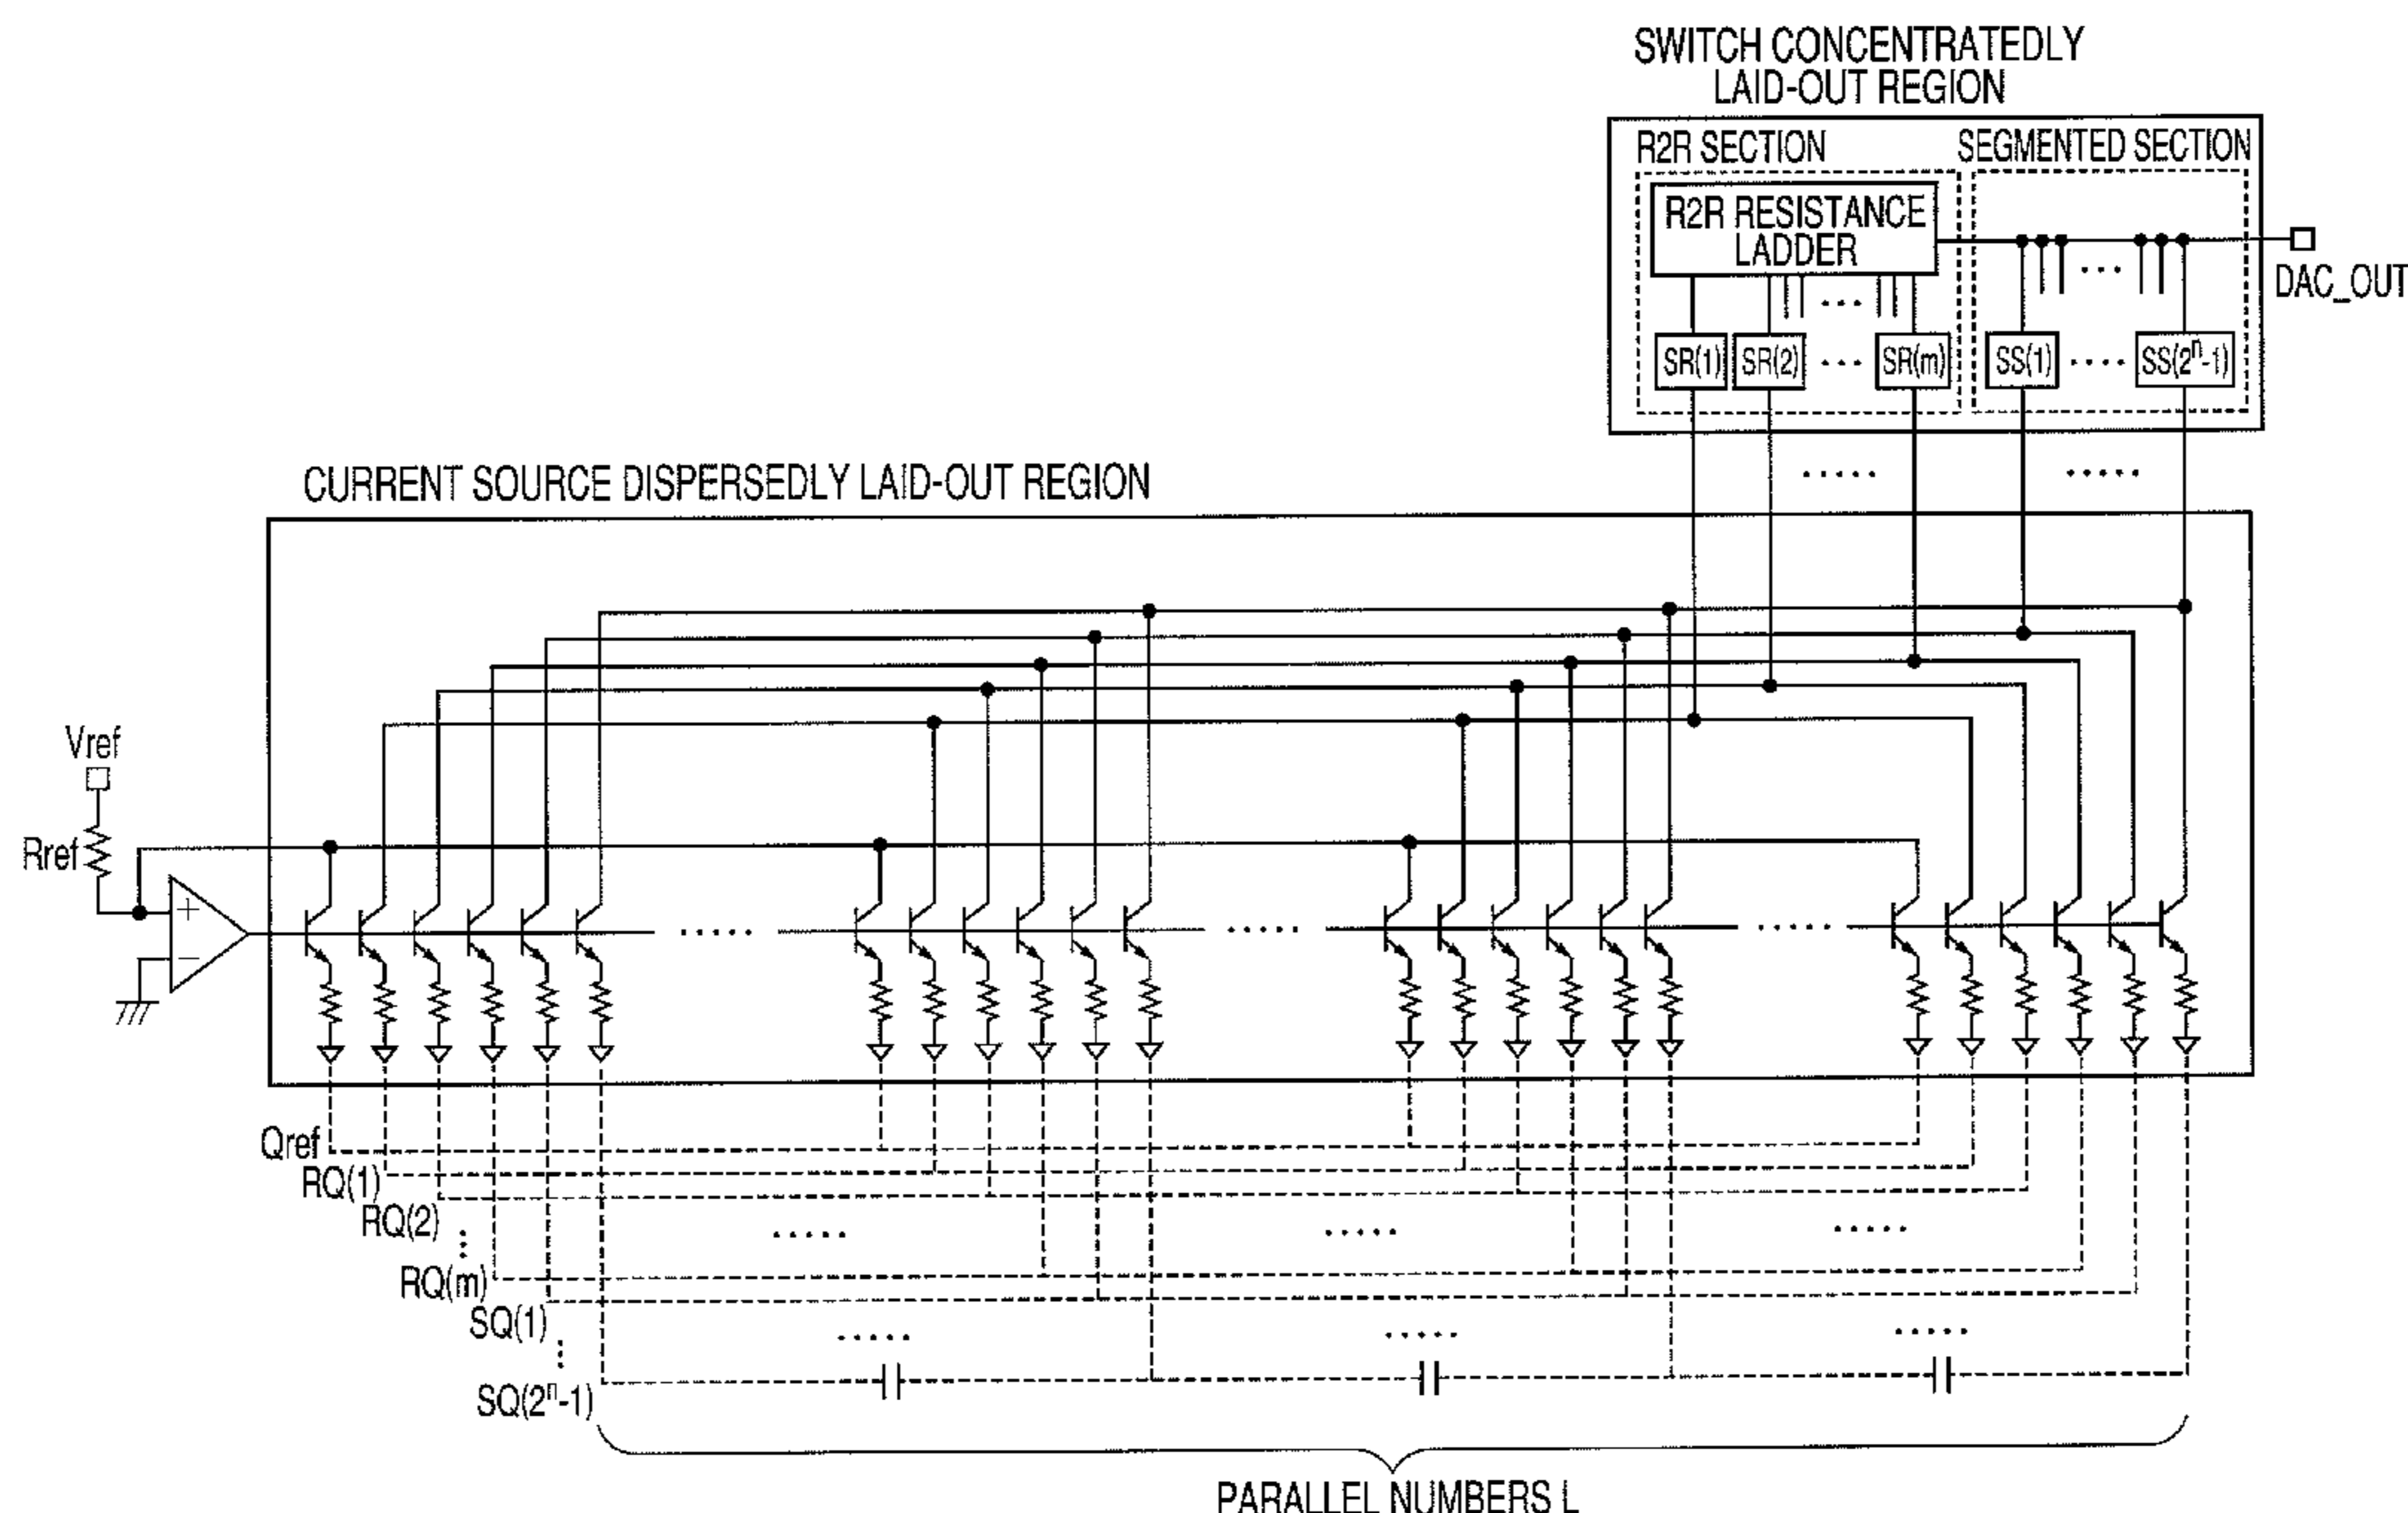 SWITCH CONCENTRATEDLY
LAID-OUT REGION
R2R SECTION
SEGMENTED SECTION
R2R RESISTANCE
LADDER
DAC_OUT
SR(1)
SR(2)
...
SR(m)
SS(1)
....
SS(2ⁿ-1)
CURRENT SOURCE DISPERSEDLY LAID-OUT REGION
Vref
Rref
+
−
Qref
RQ(1)
RQ(2)
RQ(m)
SQ(1)
SQ(2ⁿ-1)
PARALLEL NUMBERS L